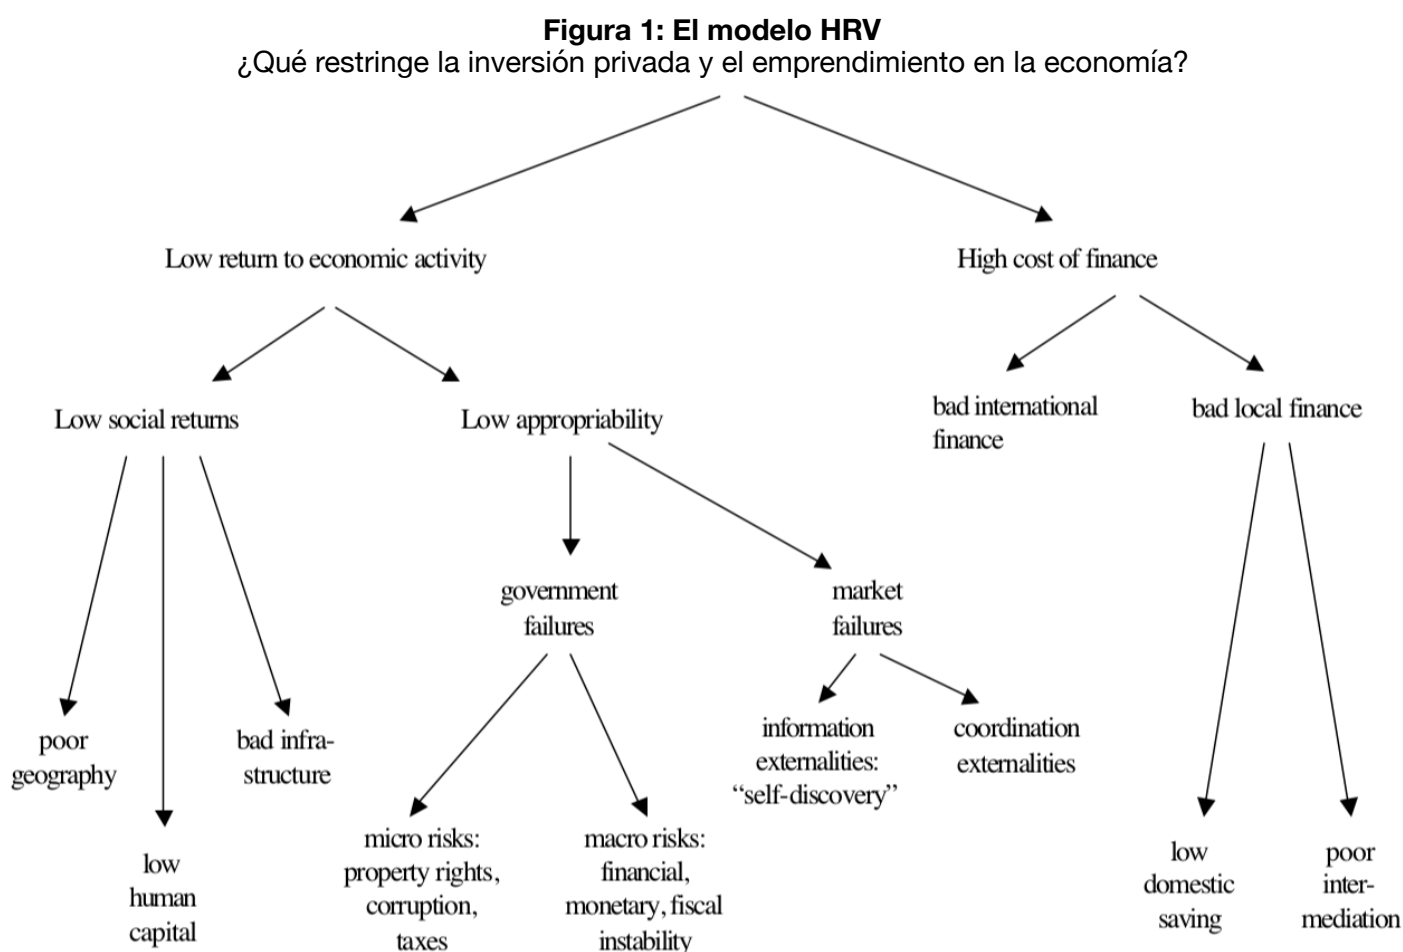 Figura 1: El modelo HRV
¿Qué restringe la inversión privada y el emprendimiento en la economía?
Low return to economic activity
High cost of finance
Low social returns
Low appropriability
bad international
finance
bad local finance
government
failures
market
failures
poor
geography
bad infra-
structure
information
externalities:
“self-discovery”
coordination
externalities
low
human
capital
micro risks:
property rights,
corruption,
taxes
macro risks:
financial,
monetary, fiscal
instability
low
domestic
saving
poor
inter-
mediation